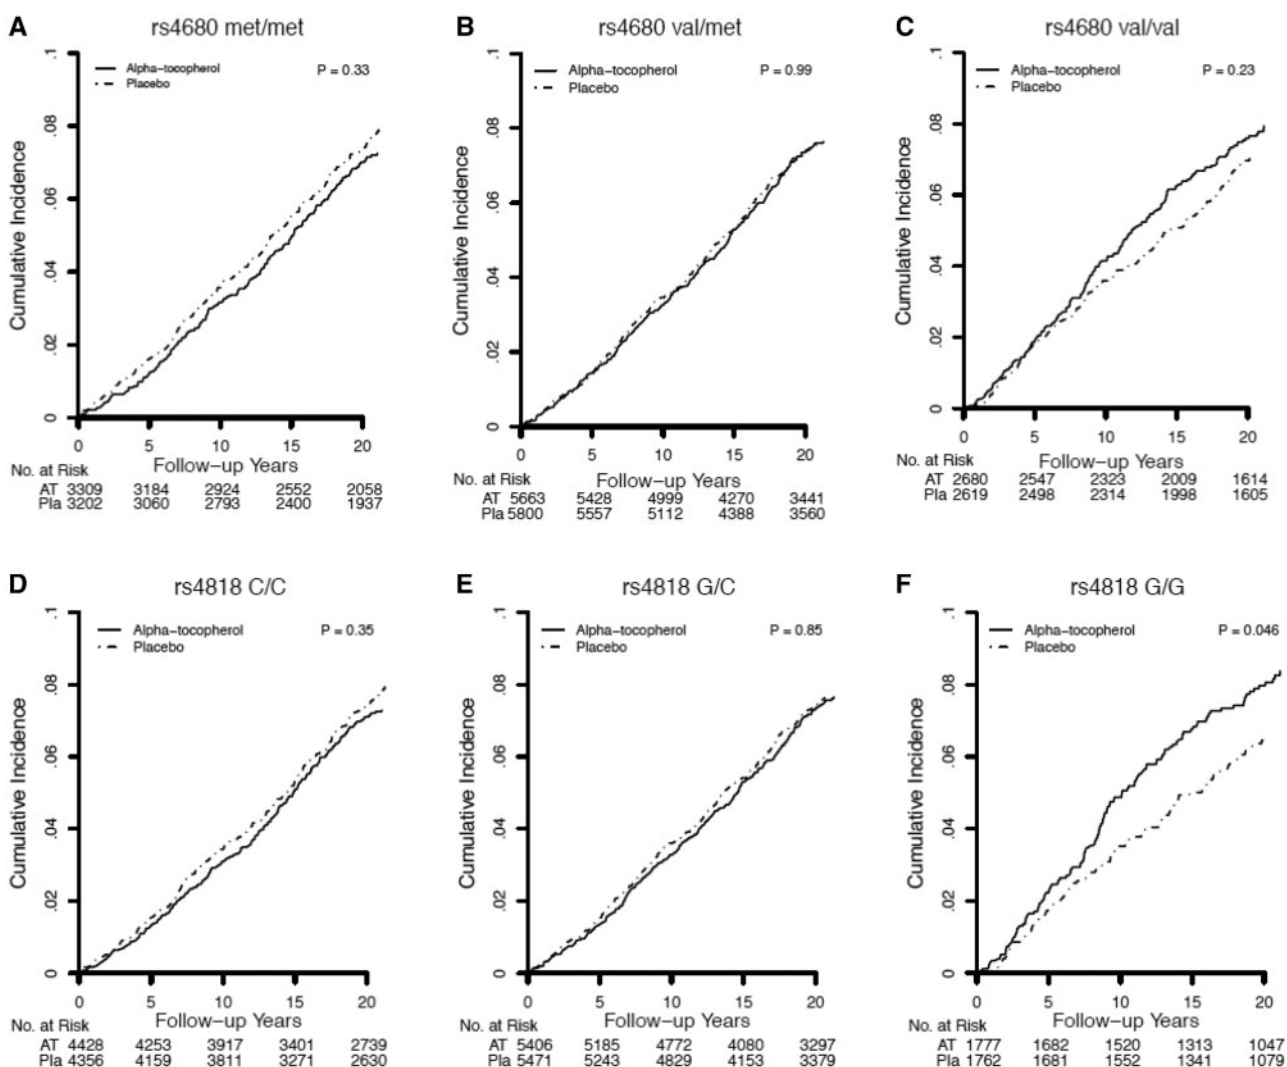 A
rs4680 met/met
Alpha-tocopherol
Placebo
P = 0.33
Cumulative Incidence
.1
.08
.06
.04
.02
0
0 5 10 15 20
Follow-up Years
No. at Risk
AT 3309 3184 2924 2552 2058
Pla 3202 3060 2793 2400 1937
B
rs4680 val/met
Alpha-tocopherol
Placebo
P = 0.99
Cumulative Incidence
.1
.08
.06
.04
.02
0
0 5 10 15 20
Follow-up Years
No. at Risk
AT 5663 5428 4999 4270 3441
Pla 5800 5557 5112 4388 3560
C
rs4680 val/val
Alpha-tocopherol
Placebo
P = 0.23
Cumulative Incidence
.1
.08
.06
.04
.02
0
0 5 10 15 20
Follow-up Years
No. at Risk
AT 2680 2547 2323 2009 1614
Pla 2619 2498 2314 1998 1605
D
rs4818 C/C
Alpha-tocopherol
Placebo
P = 0.35
Cumulative Incidence
.1
.08
.06
.04
.02
0
0 5 10 15 20
Follow-up Years
No. at Risk
AT 4428 4253 3917 3401 2739
Pla 4356 4159 3811 3271 2630
E
rs4818 G/C
Alpha-tocopherol
Placebo
P = 0.85
Cumulative Incidence
.1
.08
.06
.04
.02
0
0 5 10 15 20
Follow-up Years
No. at Risk
AT 5406 5185 4772 4080 3297
Pla 5471 5243 4829 4153 3379
F
rs4818 G/G
Alpha-tocopherol
Placebo
P = 0.046
Cumulative Incidence
.1
.08
.06
.04
.02
0
0 5 10 15 20
Follow-up Years
No. at Risk
AT 1777 1682 1520 1313 1047
Pla 1762 1681 1552 1341 1079